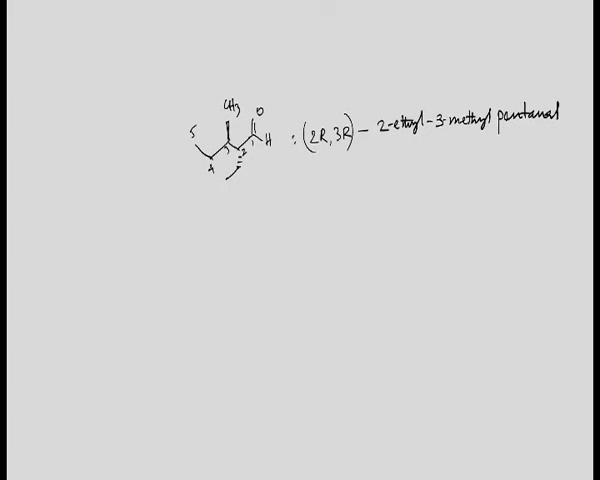 CH3
O
5
3
2
1
H
4
: (2R, 3R) - 2-ethyl-3-methyl pentanal